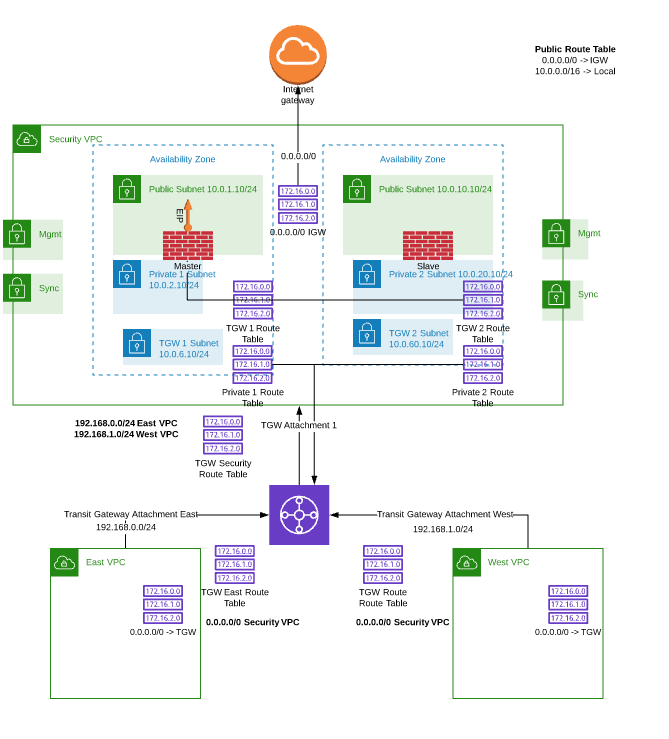 Public Route Table
0.0.0.0/0 -> IGW
10.0.0.0/16 -> Local
Internet
gateway
Security VPC
Availability Zone
Availability Zone
0.0.0.0/0
Public Subnet 10.0.1.10/24
172.16.0.0
172.16.1.0
172.16.2.0
0.0.0.0/0 IGW
Public Subnet 10.0.10.10/24
EIP
Mgmt
Mgmt
Master
Slave
Private 1 Subnet
10.0.2.10/24
Private 2 Subnet 10.0.20.10/24
Sync
Sync
172.16.0.0
172.16.1.0
172.16.2.0
TGW 1 Route
Table
172.16.0.0
172.16.1.0
172.16.2.0
TGW 2 Route
Table
TGW 1 Subnet
10.0.6.10/24
TGW 2 Subnet
10.0.60.10/24
172.16.0.0
172.16.1.0
172.16.2.0
Private 1 Route
Table
172.16.0.0
172.16.1.0
172.16.2.0
Private 2 Route
Table
192.168.0.0/24 East VPC
192.168.1.0/24 West VPC
172.16.0.0
172.16.1.0
172.16.2.0
TGW Security
Route Table
TGW Attachment 1
Transit Gateway Attachment East
192.168.0.0/24
Transit Gateway Attachment West
192.168.1.0/24
East VPC
172.16.0.0
172.16.1.0
172.16.2.0
TGW East Route
Table
0.0.0.0/0 Security VPC
172.16.0.0
172.16.1.0
172.16.2.0
TGW Route
Route Table
0.0.0.0/0 Security VPC
West VPC
172.16.0.0
172.16.1.0
172.16.2.0
0.0.0.0/0 -> TGW
172.16.0.0
172.16.1.0
172.16.2.0
0.0.0.0/0 -> TGW